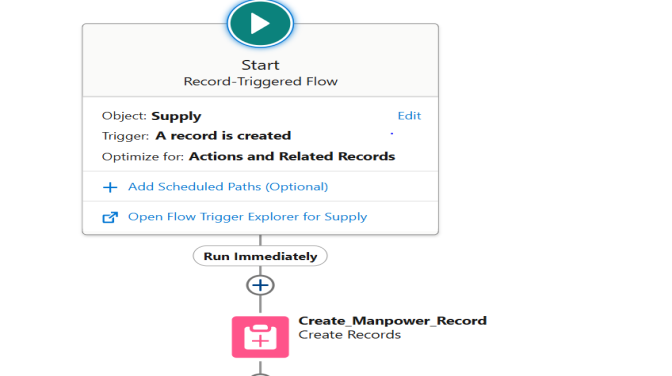 Start
Record-Triggered Flow
Object: Supply
Edit
Trigger: A record is created
Optimize for: Actions and Related Records
Add Scheduled Paths (Optional)
Open Flow Trigger Explorer for Supply
Run Immediately
Create_Manpower_Record
Create Records